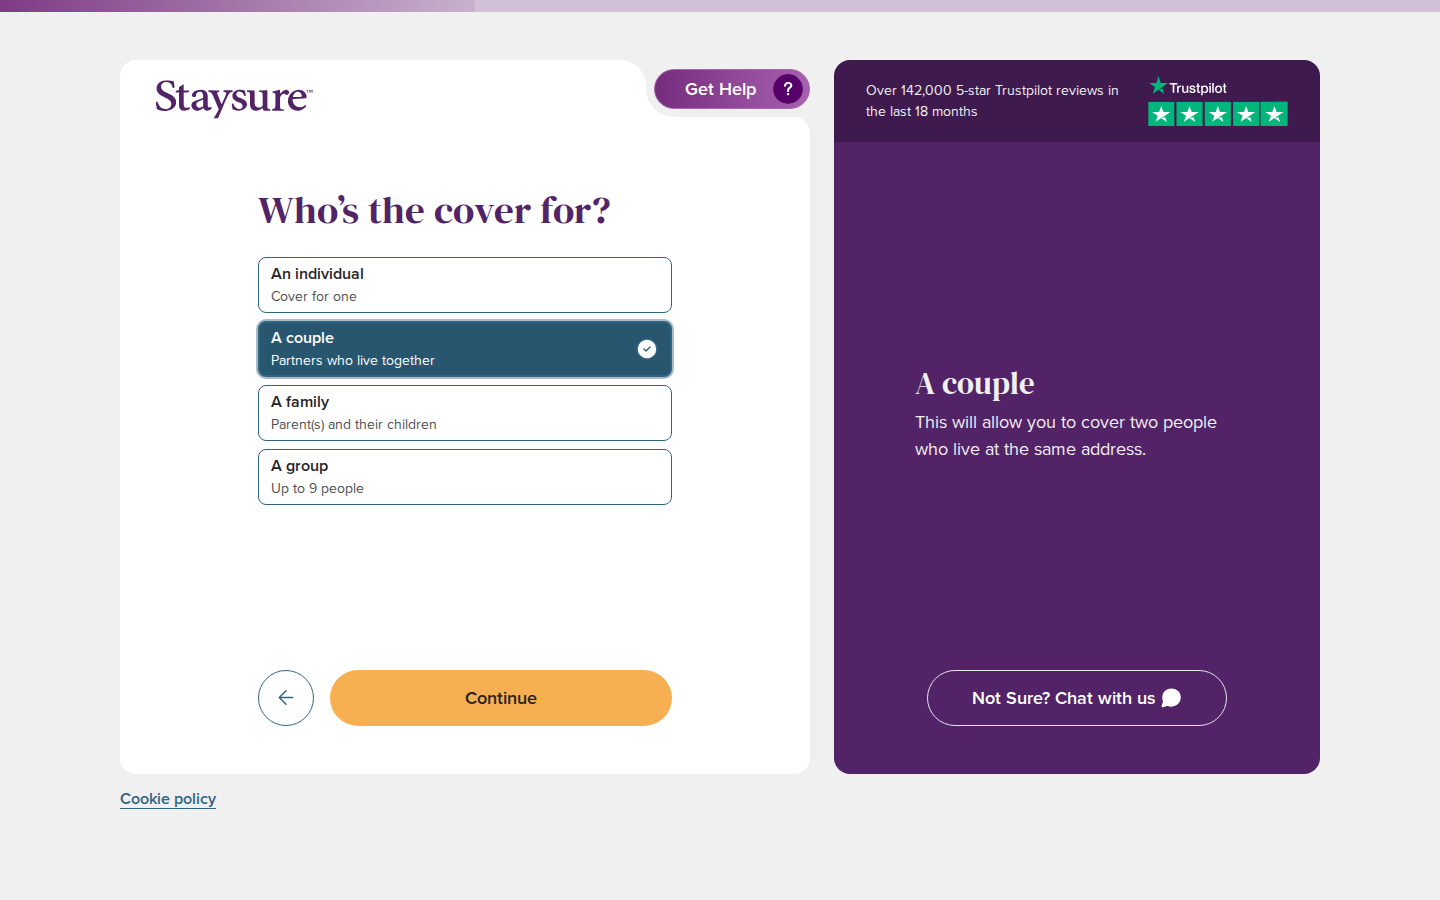 Staysure™
Get Help ?
Over 142,000 5-star Trustpilot reviews in
the last 18 months
Trustpilot
Who's the cover for?
An individual
Cover for one
A couple
Partners who live together
A family
Parent(s) and their children
A group
Up to 9 people
Continue
A couple
This will allow you to cover two people
who live at the same address.
Not Sure? Chat with us
Cookie policy